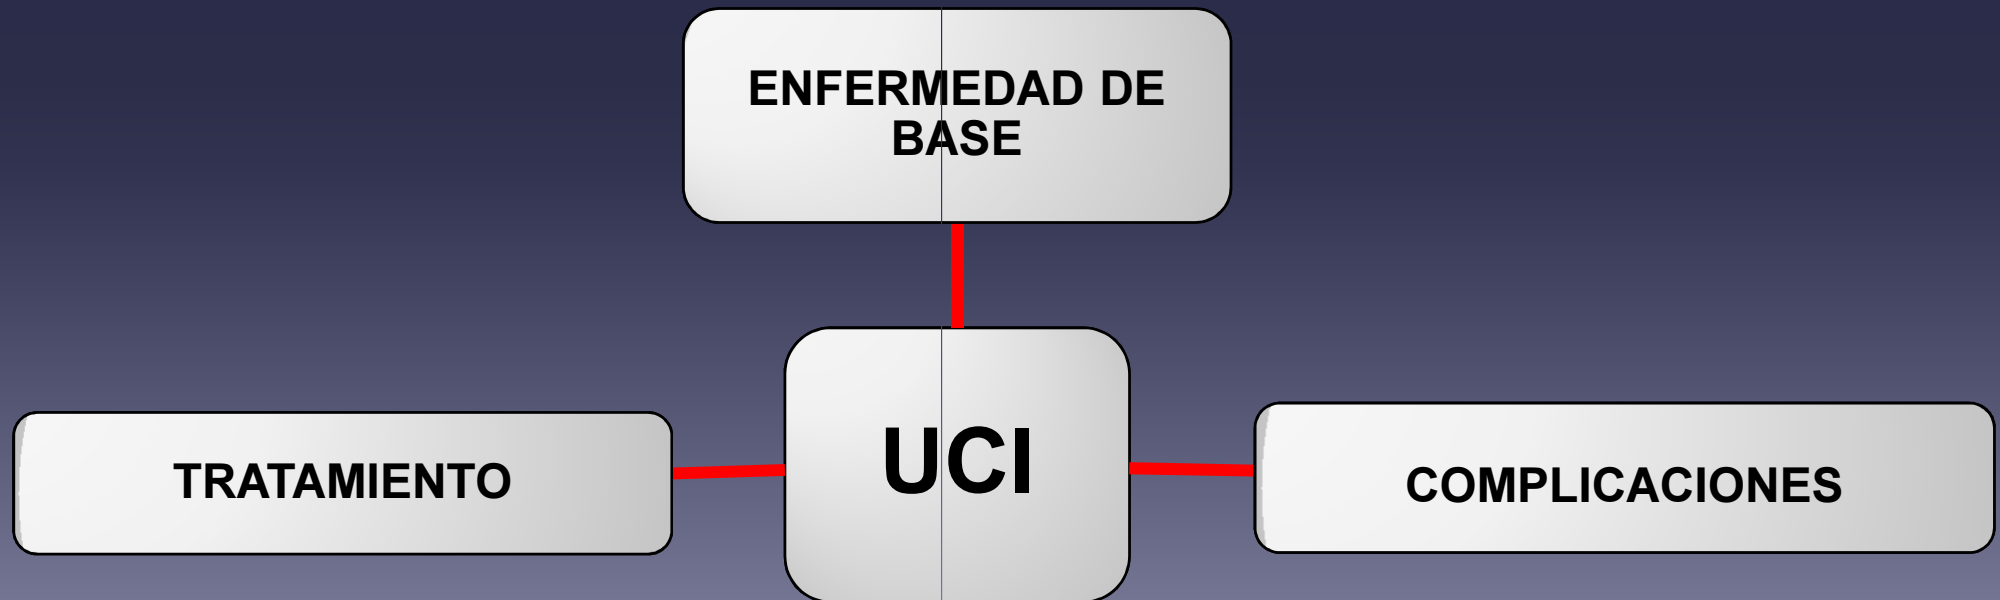 ENFERMEDAD DE
BASE
UCI
TRATAMIENTO
COMPLICACIONES